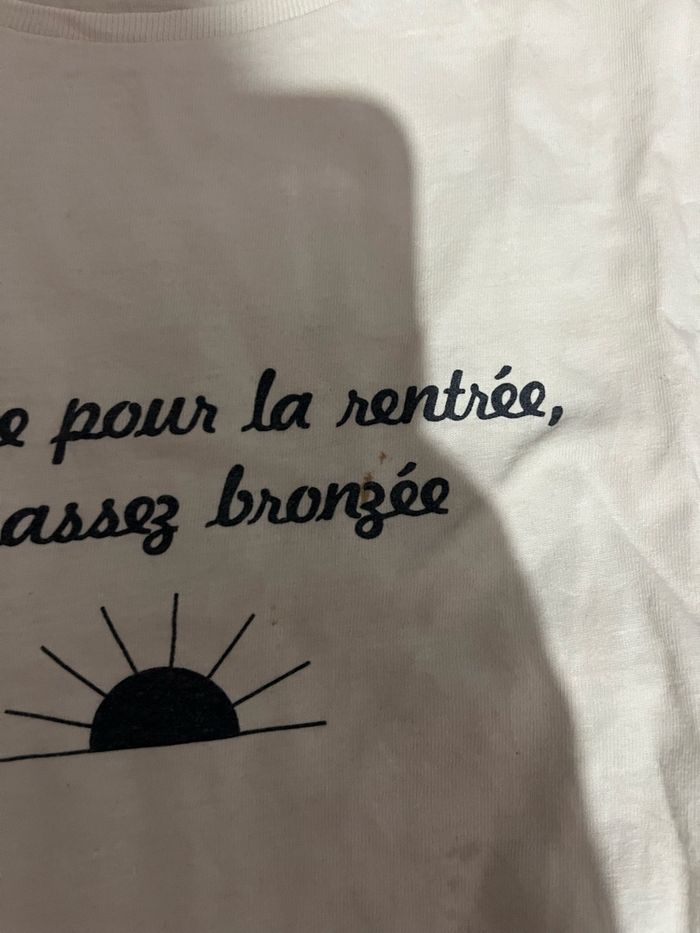 e pour la rentrée,
assez bronzée